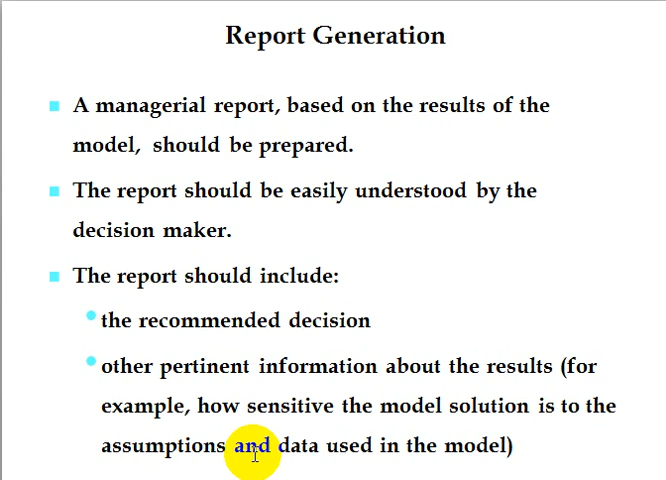 Report Generation
A managerial report, based on the results of the
model, should be prepared.
The report should be easily understood by the
decision maker.
The report should include:
the recommended decision
other pertinent information about the results (for
example, how sensitive the model solution is to the
assumptions and data used in the model)